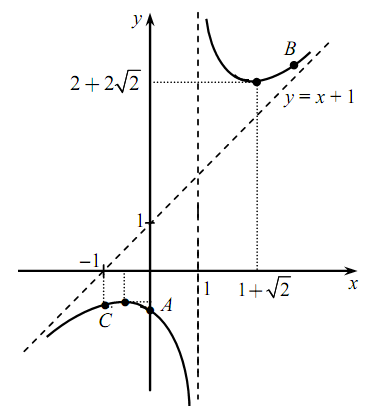 y
B
2 + 2√2
y = x + 1
1
−1
1
1 + √2
x
A
C